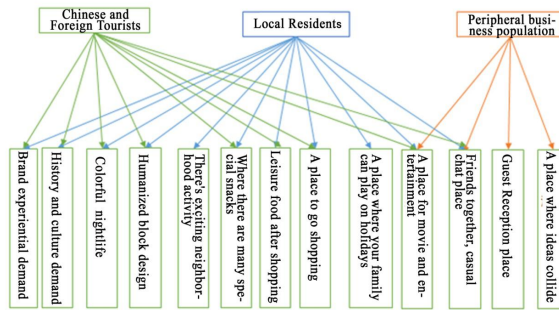 Chinese and
Foreign Tourists
Local Residents
Peripheral busi-
ness population
Brand experiential demand
History and culture demand
Colorful nightlife
Humanized block design
There's exciting neighbor-
hood activity
Where there are many spe-
cial snacks
Leisure food after shopping
A place to go shopping
A place where your family
can play on holidays
A place for movie and en-
tertainment
Friends together, casual
chat place
Guest Reception place
A place where ideas collide